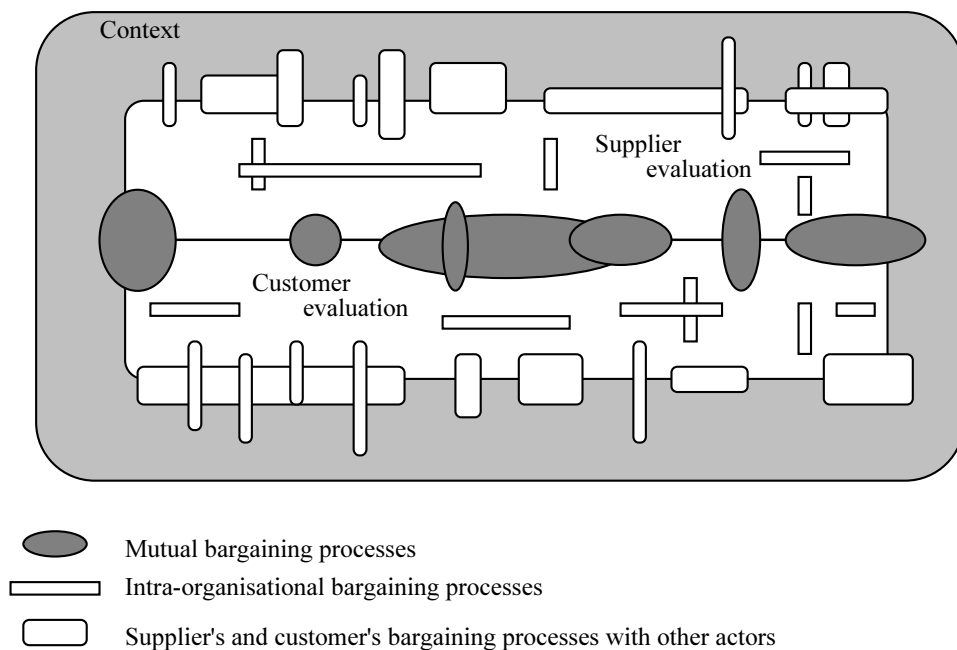 Context
Supplier
evaluation
Customer
evaluation
Mutual bargaining processes
Intra-organisational bargaining processes
Supplier's and customer's bargaining processes with other actors